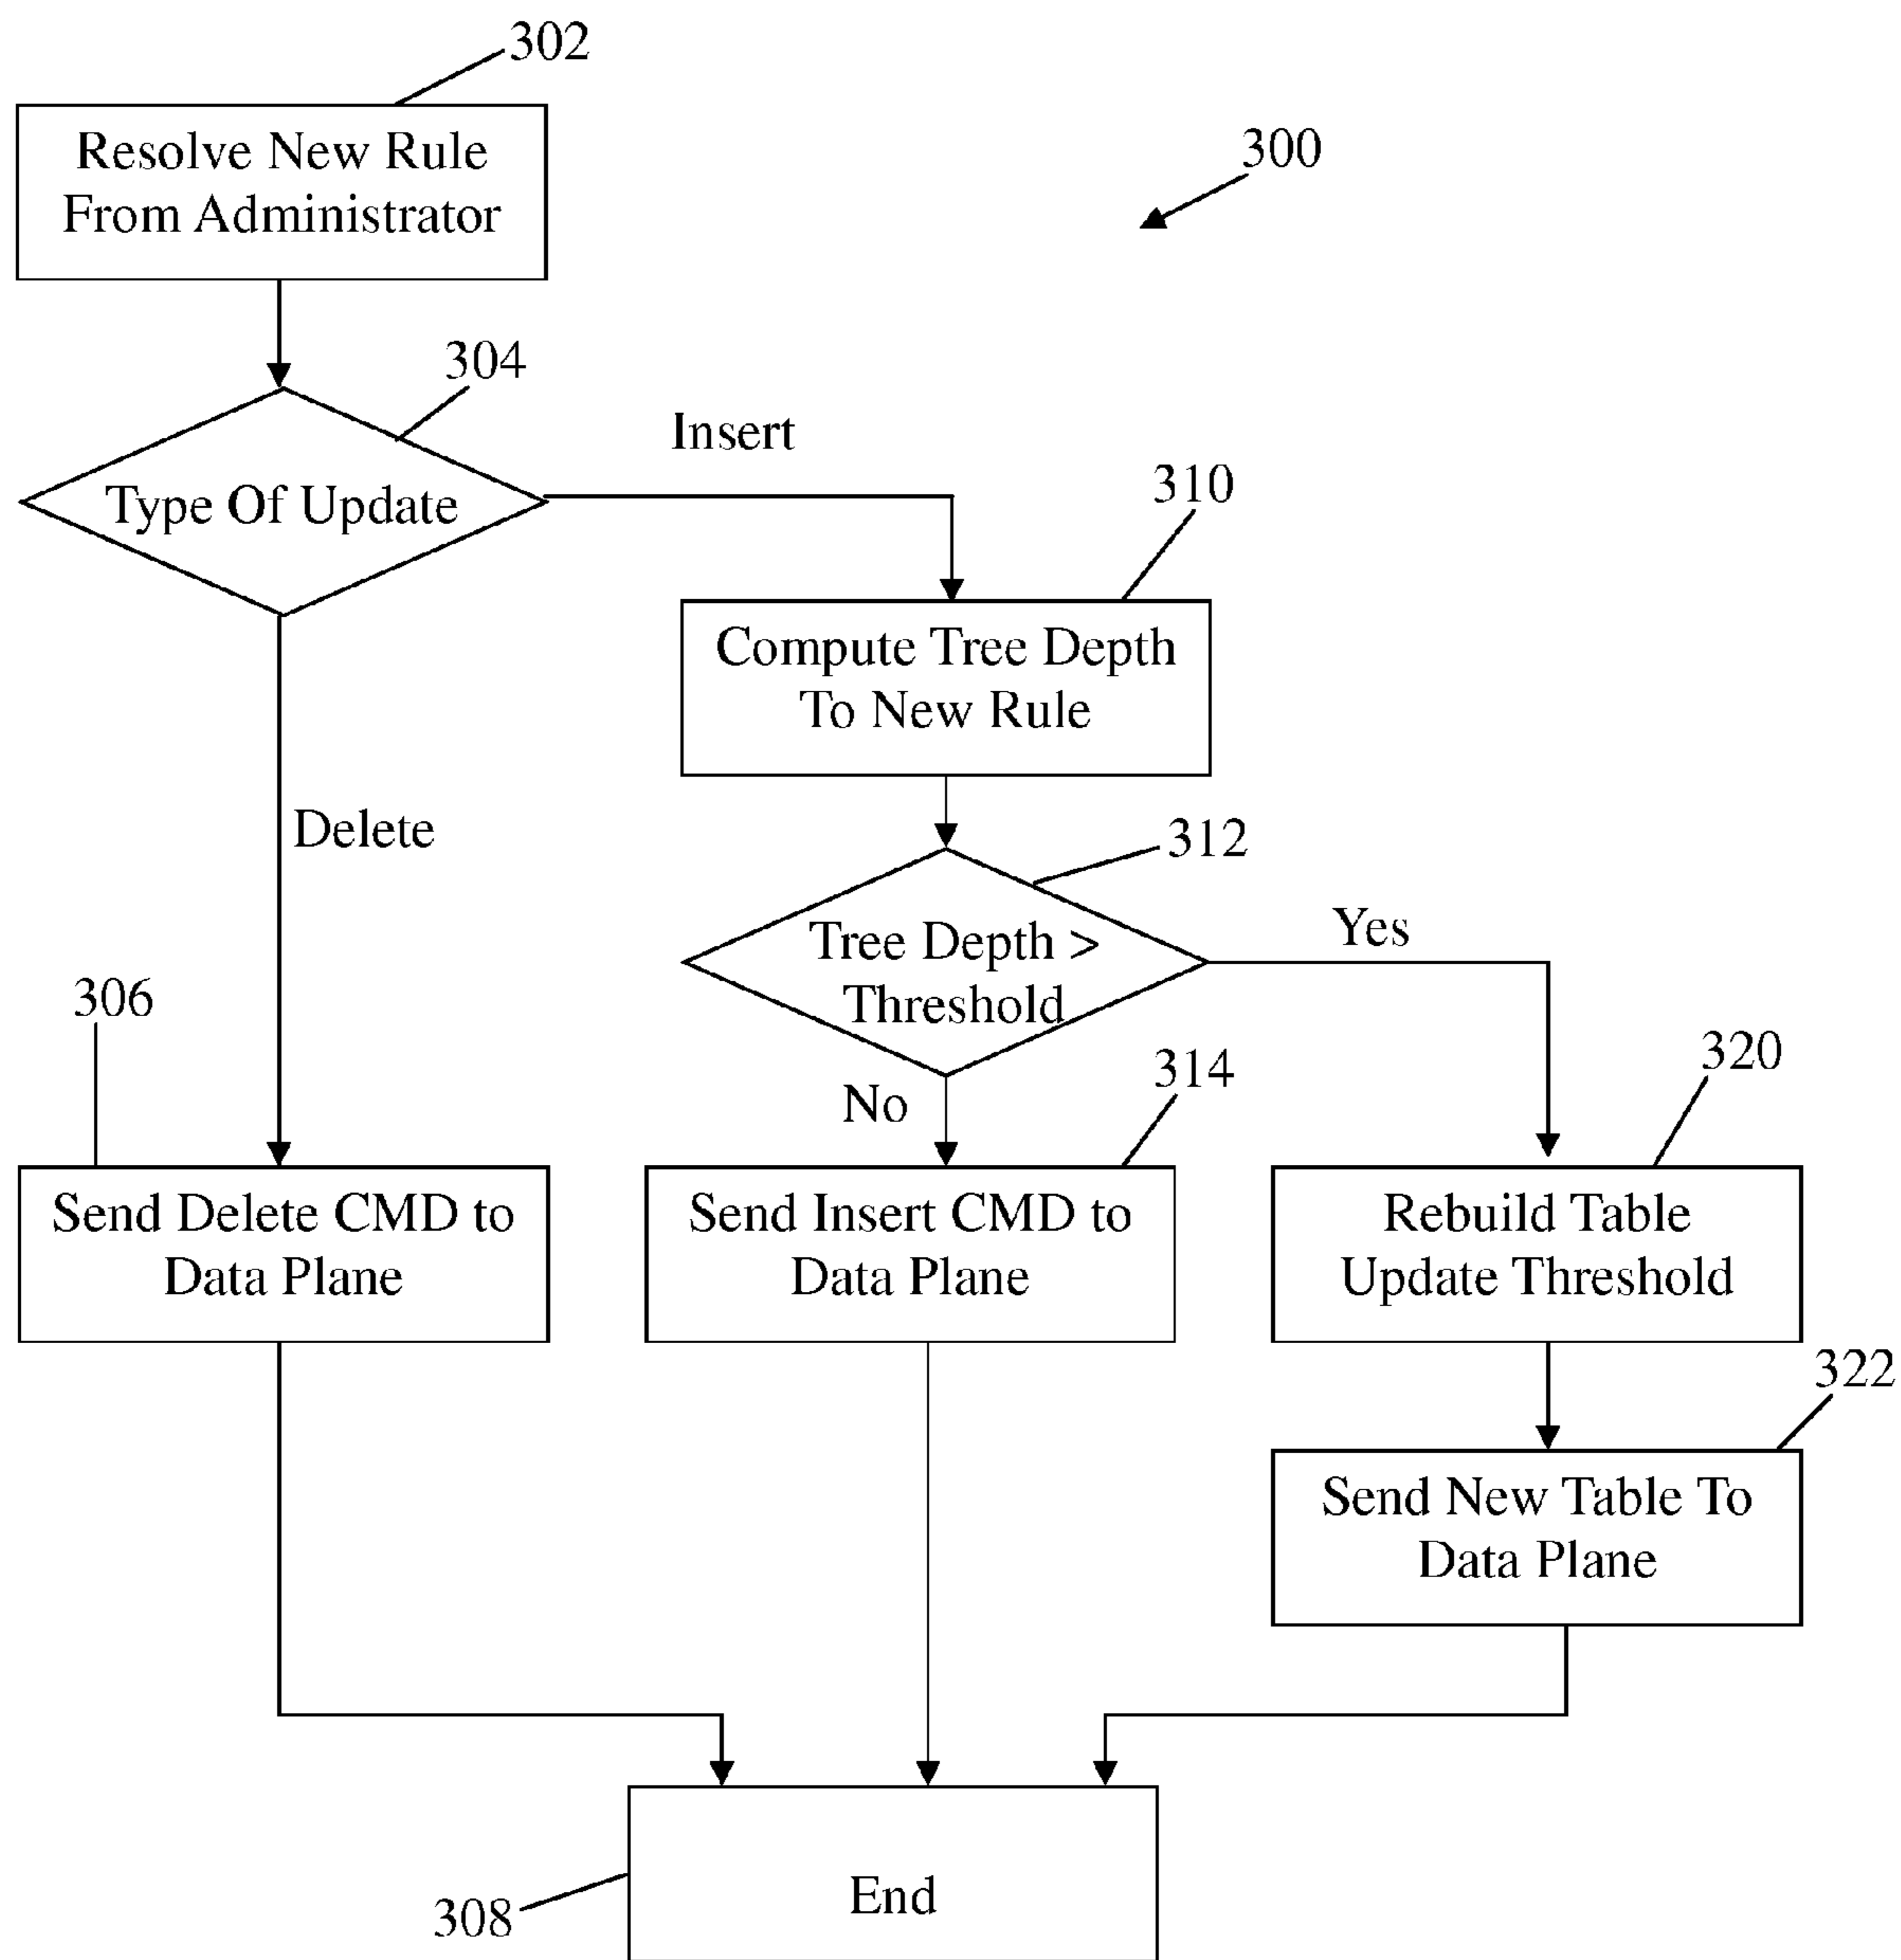 302
Resolve New Rule
From Administrator
300
304
Type Of Update
Insert
310
Compute Tree Depth
To New Rule
Delete
312
Tree Depth >
Threshold
Yes
No
306
314
320
Send Delete CMD to
Data Plane
Send Insert CMD to
Data Plane
Rebuild Table
Update Threshold
322
Send New Table To
Data Plane
End
308